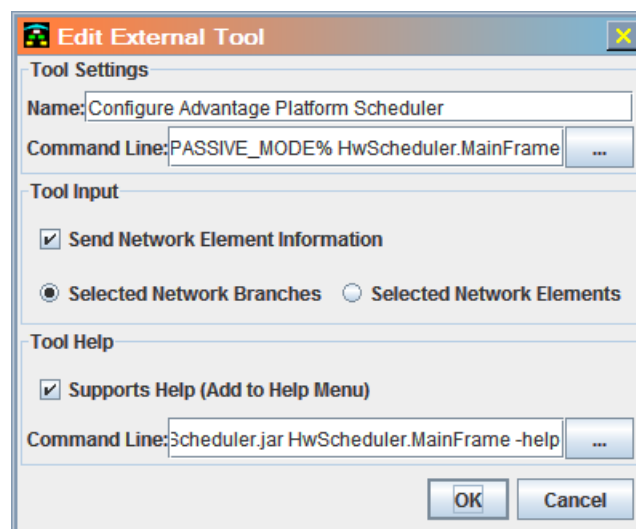 Edit External Tool
Tool Settings
Name: Configure Advantage Platform Scheduler
Command Line: PASSIVE_MODE% HwScheduler.MainFrame ...
Tool Input
Send Network Element Information
Selected Network Branches Selected Network Elements
Tool Help
Supports Help (Add to Help Menu)
Command Line: Scheduler.jar HwScheduler.MainFrame -help ...
OK Cancel